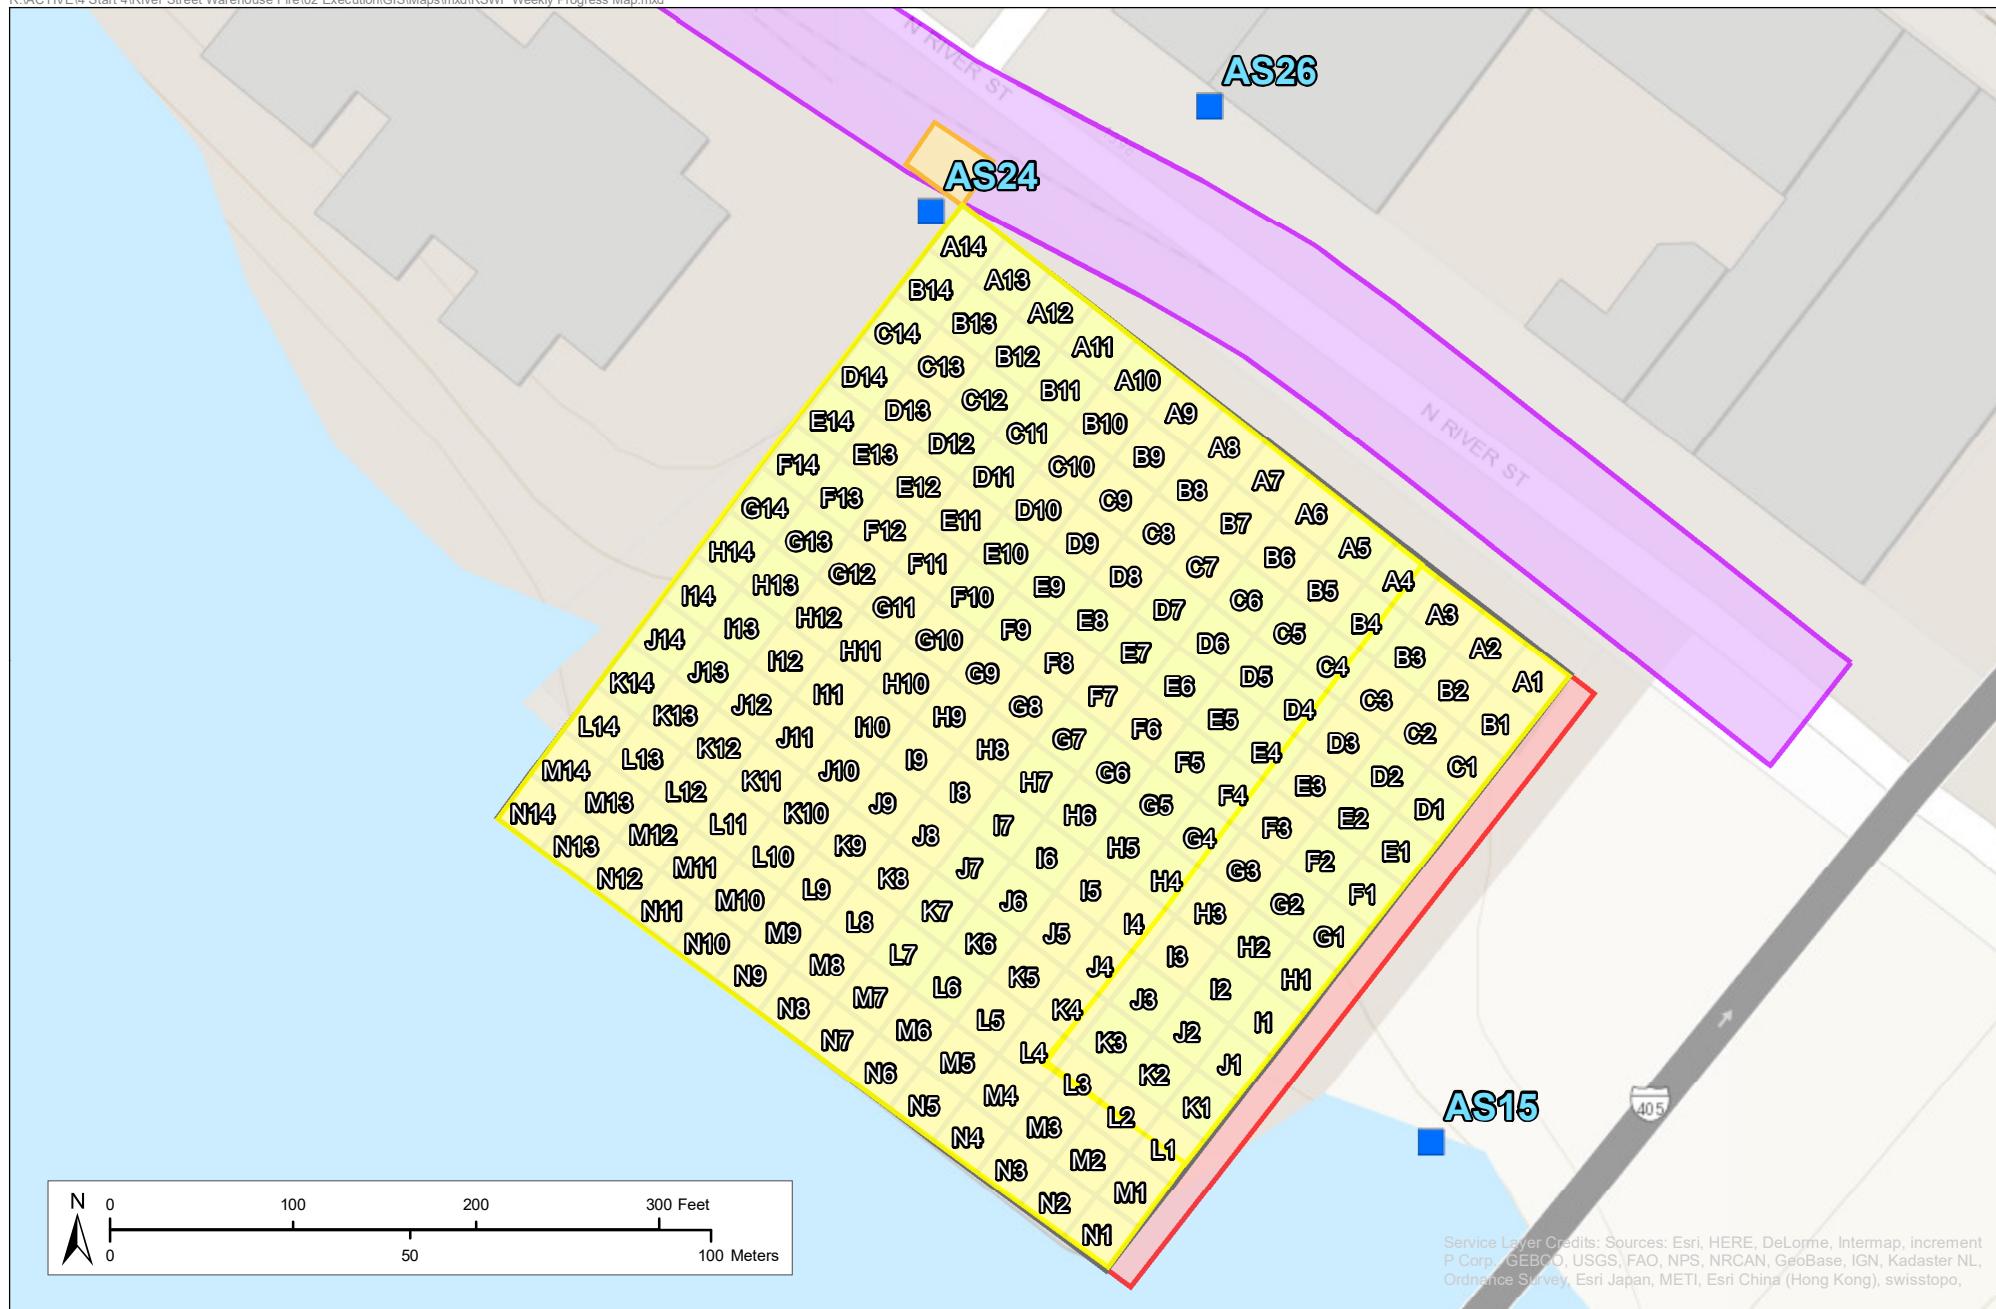 N RIVER ST
AS26
AS24
A14
B14 A13
A12
C14 B13
B12 A11
D14 C13
C12 B11 A10
E14 D13
D12 C11 B10 A9
F14 E13
E12 D11 C10 B9 A8
G14 F13
F12 E11 D10 C9 B8 A7
H14 G13
G12 F11 E10 D9 C8 B7 A6
I14 H13
H12 G11 F10 E9 D8 C7 B6 A5
J14 I13
I12 H11 G10 F9 E8 D7 C6 B5 A4
K14 J13
J12 I11 H10 G9 F8 E7 D6 C5 B4 A3
L14 K13
K12 J11 I10 H9 G8 F7 E6 D5 C4 B3 A2
M14 L13
L12 K11 J10 I9 H8 G7 F6 E5 D4 C3 B2 A1
N14 M13
M12 L11 K10 J9 I8 H7 G6 F5 E4 D3 C2 B1
N13
M11 L10 K9 J8 I7 H6 G5 F4 E3 D2 C1
N12
M10 L9 K8 J7 I6 H5 G4 F3 E2 D1
N11
M9 L8 K7 J6 I5 H4 G3 F2 E1
N10
M8 L7 K6 J5 I4 H3 G2 F1
N9
M7 L6 K5 J4 I3 H2 G1
N8
M6 L5 K4 J3 I2 H1
N7
M5 L4 K3 J2 I1
N6
M4 L3 K2 J1
N5
M3 L2 K1
N4
M2 L1
N3
M1
N2
N1
N RIVER ST
AS15
405
N
0 100 200 300 Feet
0 50 100 Meters
Service Layer Credits: Sources: Esri, HERE, DeLorme, Intermap, increment
P Corp., GEBCO, USGS, FAO, NPS, NRCAN, GeoBase, IGN, Kadaster NL,
Ordnance Survey, Esri Japan, METI, Esri China (Hong Kong), swisstopo,